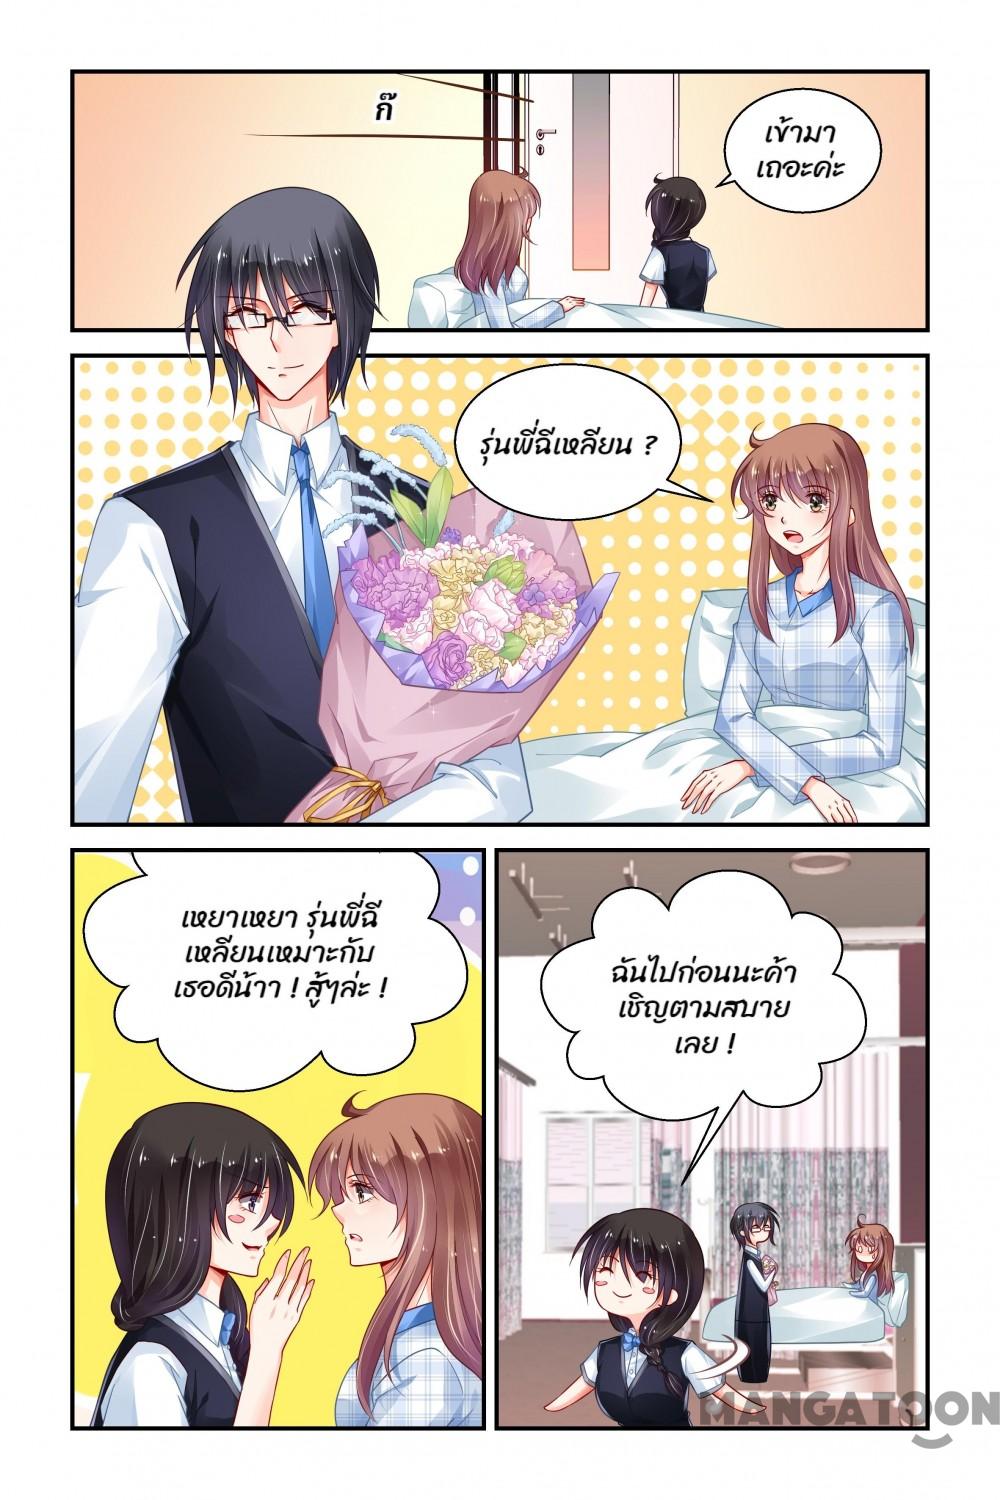 ก๊
เข้ามา
เถอะค่ะ
รุ่นพี่ฉีเหลียน ?
เหยาเหยา รุ่นพี่ฉี
เหลียนเหมาะกับ
เธอดีน้าา ! สู้ๆล่ะ !
ฉันไปก่อนนะค้า
เชิญตามสบาย
เลย !
MANGATOON